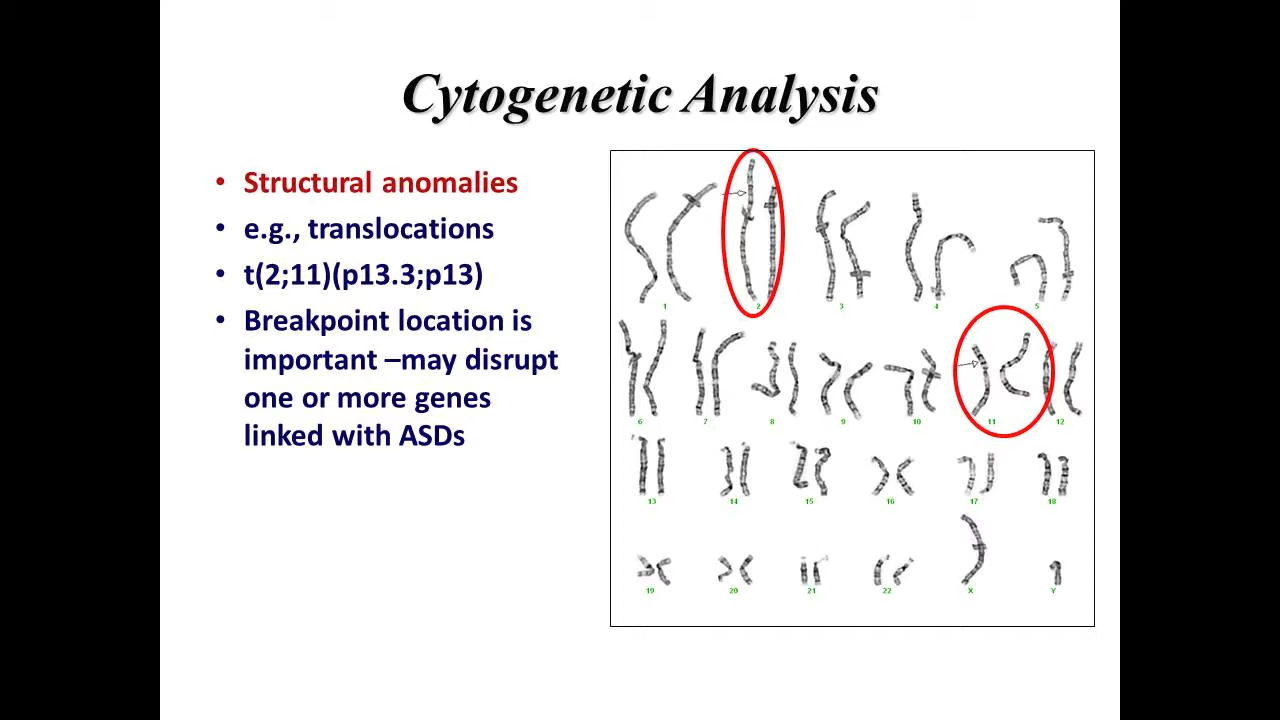 Cytogenetic Analysis
• Structural anomalies
• e.g., translocations
• t(2;11)(p13.3;p13)
• Breakpoint location is
important –may disrupt
one or more genes
linked with ASDs
1 2 3 4 5
6 7 8 9 10 11 12
13 14 15 16 17 18
19 20 21 22 X Y